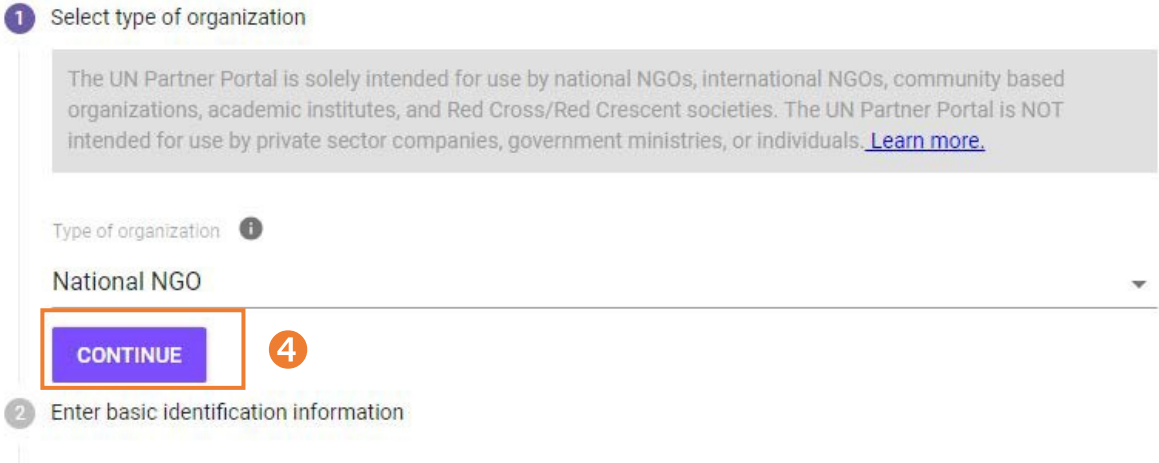 1 Select type of organization
The UN Partner Portal is solely intended for use by national NGOs, international NGOs, community based
organizations, academic institutes, and Red Cross/Red Crescent societies. The UN Partner Portal is NOT
intended for use by private sector companies, government ministries, or individuals. Learn more.
Type of organization i
National NGO
CONTINUE 4
2 Enter basic identification information